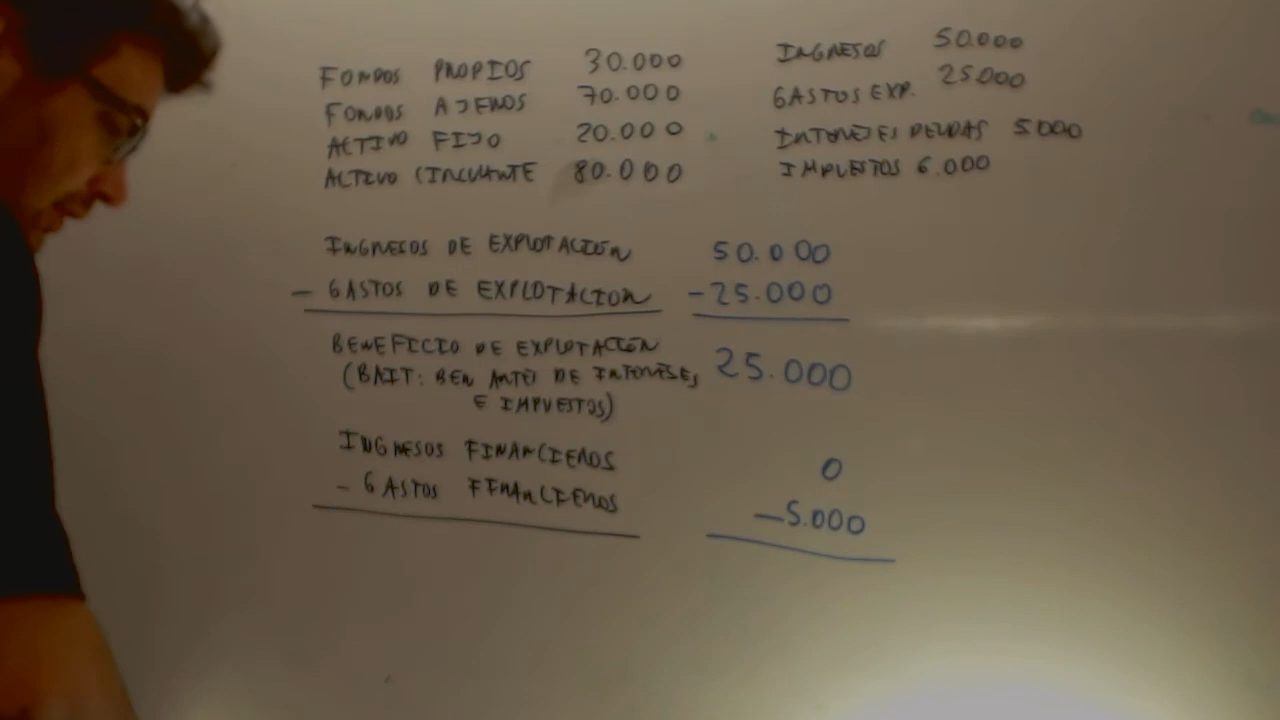 FONDOS PROPIOS 30.000
FONDOS AJENOS 70.000
ACTIVO FIJO 20.000
ACTIVO CIRCULANTE 80.000
INGRESOS 50.000
GASTOS EXP. 25.000
INTERESES DEUDAS 5.000
IMPUESTOS 6.000
INGRESOS DE EXPLOTACIÓN 50.000
- GASTOS DE EXPLOTACION -25.000
BENEFICIO DE EXPLOTACIÓN
(BAIT: BEN ANTES DE INTERESES, 25.000
E IMPUESTOS)
INGRESOS FINANCIEROS 0
- GASTOS FINANCIEROS -5.000